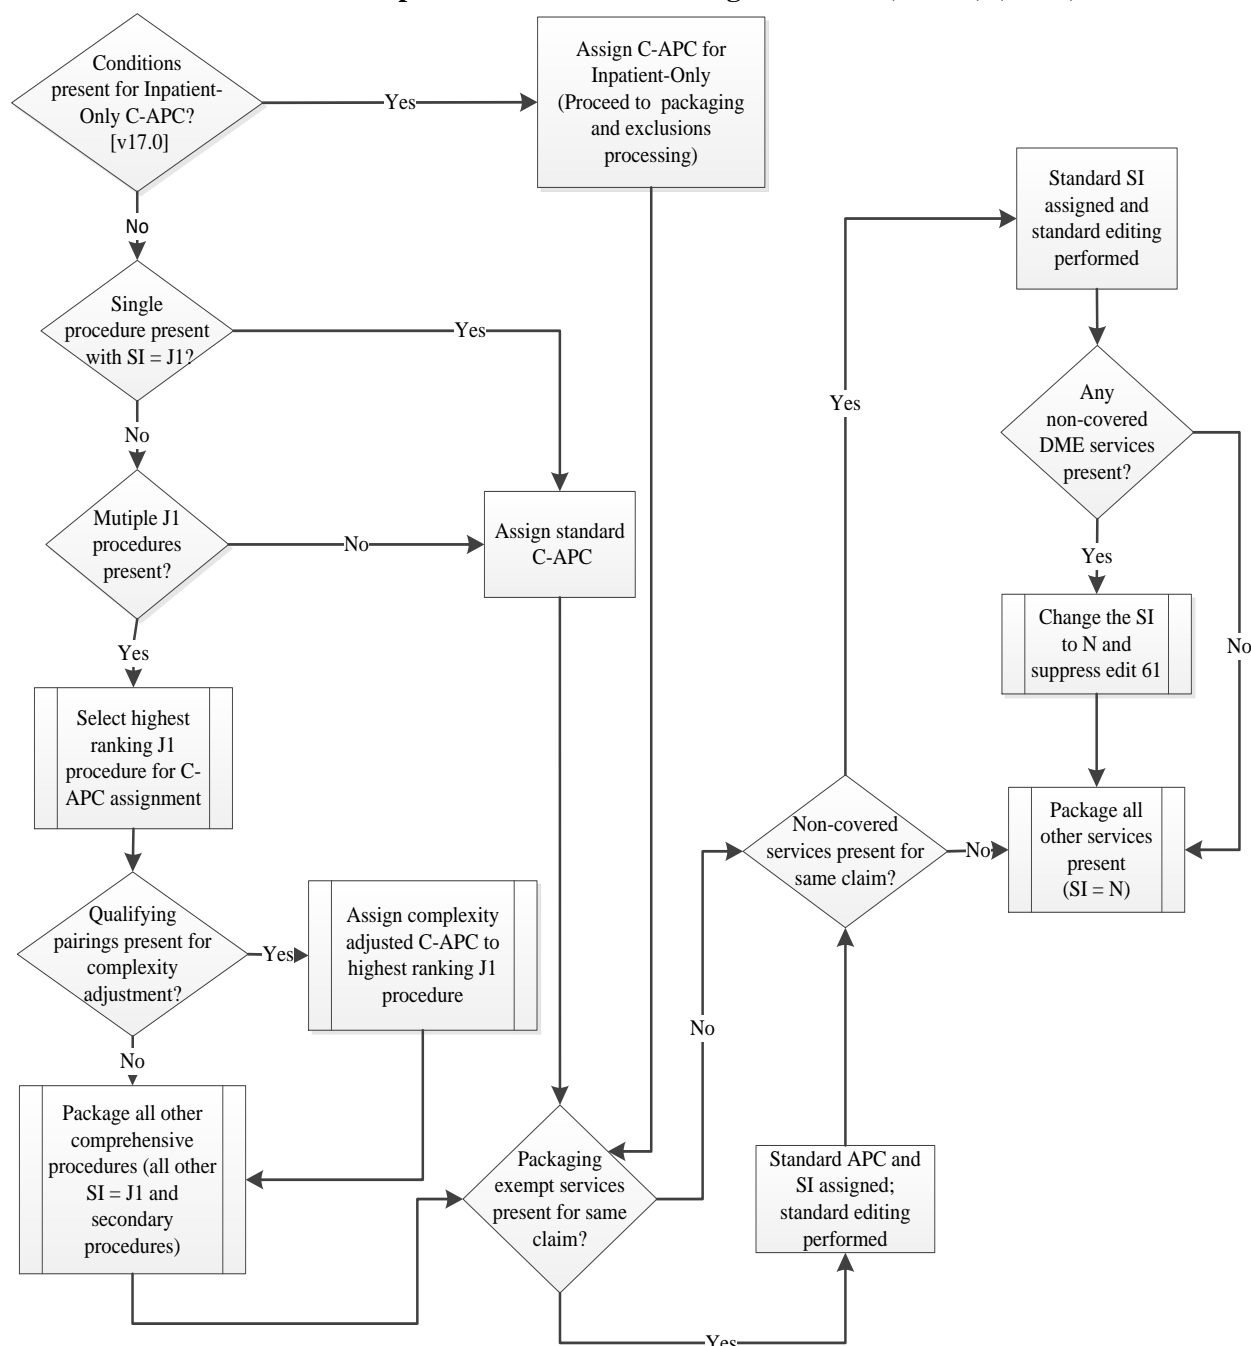 Conditions
present for Inpatient-
Only C-APC?
[v17.0]
Yes
Assign C-APC for
Inpatient-Only
(Proceed to packaging
and exclusions
processing)
No
Single
procedure present
with SI = J1?
Yes
No
Mutiple J1
procedures
present?
No
Assign standard
C-APC
Yes
Select highest
ranking J1
procedure for C-
APC assignment
Qualifying
pairings present for
complexity
adjustment?
Yes
Assign complexity
adjusted C-APC to
highest ranking J1
procedure
No
Package all other
comprehensive
procedures (all other
SI = J1 and
secondary
procedures)
Packaging
exempt services
present for same
claim?
No
Yes
Standard APC and
SI assigned;
standard editing
performed
Non-covered
services present for
same claim?
Yes
No
Standard SI
assigned and
standard editing
performed
Any
non-covered
DME services
present?
Yes
No
Change the SI
to N and
suppress edit 61
Package all
other services
present
(SI = N)